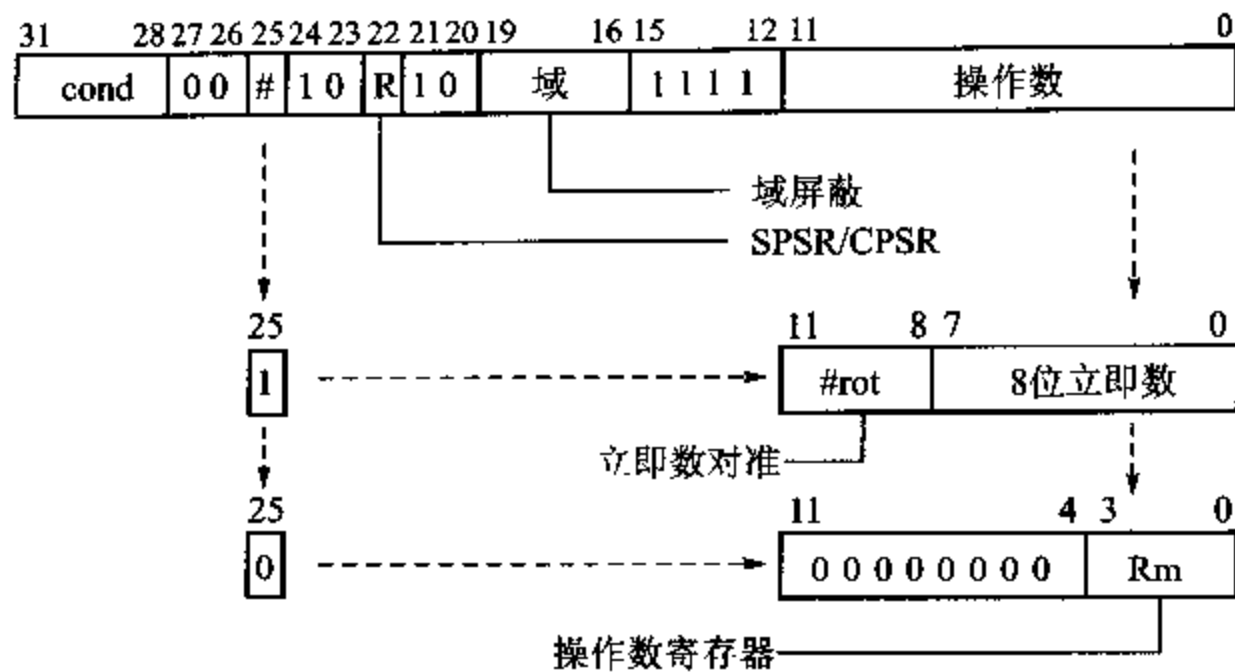 31 28 27 26 25 24 23 22 21 20 19 16 15 12 11 0
cond 0 0 # 1 0 R 1 0 域 1 1 1 1 操作数
域屏蔽
SPSR/CPSR
25 11 8 7 0
1 #rot 8位立即数
立即数对准
25 11 4 3 0
0 0 0 0 0 0 0 0 0 Rm
操作数寄存器